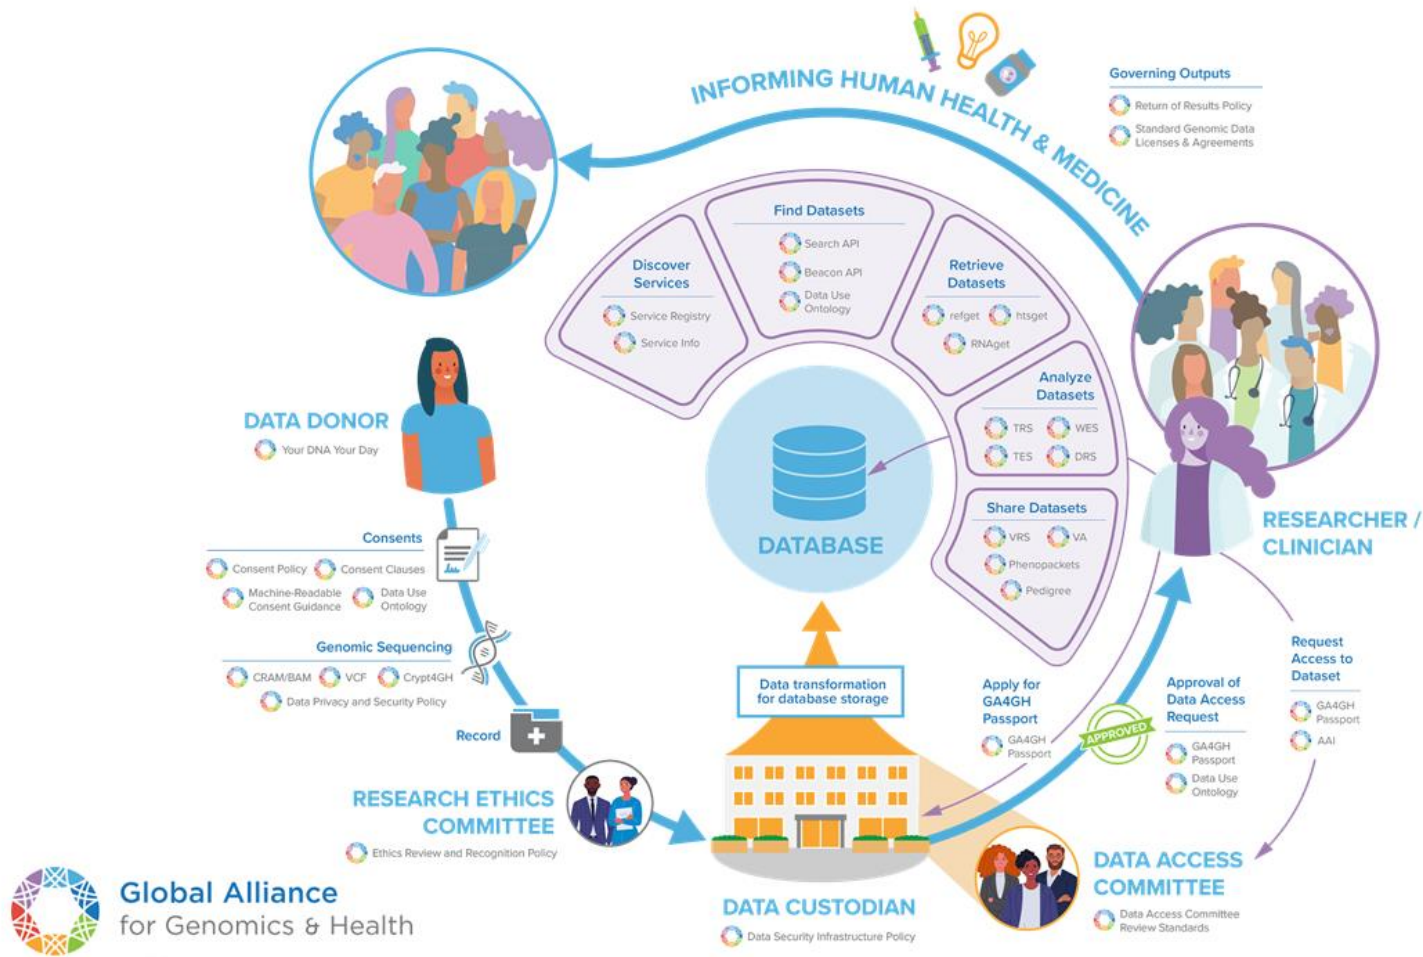 INFORMING HUMAN HEALTH & MEDICINE
Governing Outputs
Return of Results Policy
Standard Genomic Data
Licenses & Agreements
Discover
Services
Service Registry
Service Info
Find Datasets
Search API
Beacon API
Data Use
Ontology
Retrieve
Datasets
refget
htsget
RNAget
Analyze
Datasets
TRS
WES
TES
DRS
Share Datasets
VRS
VA
Phenopackets
Pedigree
DATABASE
DATA DONOR
Your DNA Your Day
Consents
Consent Policy
Consent Clauses
Machine-Readable
Consent Guidance
Data Use
Ontology
Genomic Sequencing
CRAM/BAM
VCF
Crypt4GH
Data Privacy and Security Policy
Record
RESEARCH ETHICS
COMMITTEE
Ethics Review and Recognition Policy
Data transformation
for database storage
DATA CUSTODIAN
Data Security Infrastructure Policy
RESEARCHER /
CLINICIAN
Apply for
GA4GH
Passport
GA4GH
Passport
APPROVED
Approval of
Data Access
Request
GA4GH
Passport
Data Use
Ontology
Request
Access to
Dataset
GA4GH
Passport
AAI
DATA ACCESS
COMMITTEE
Data Access Committee
Review Standards
Global Alliance
for Genomics & Health